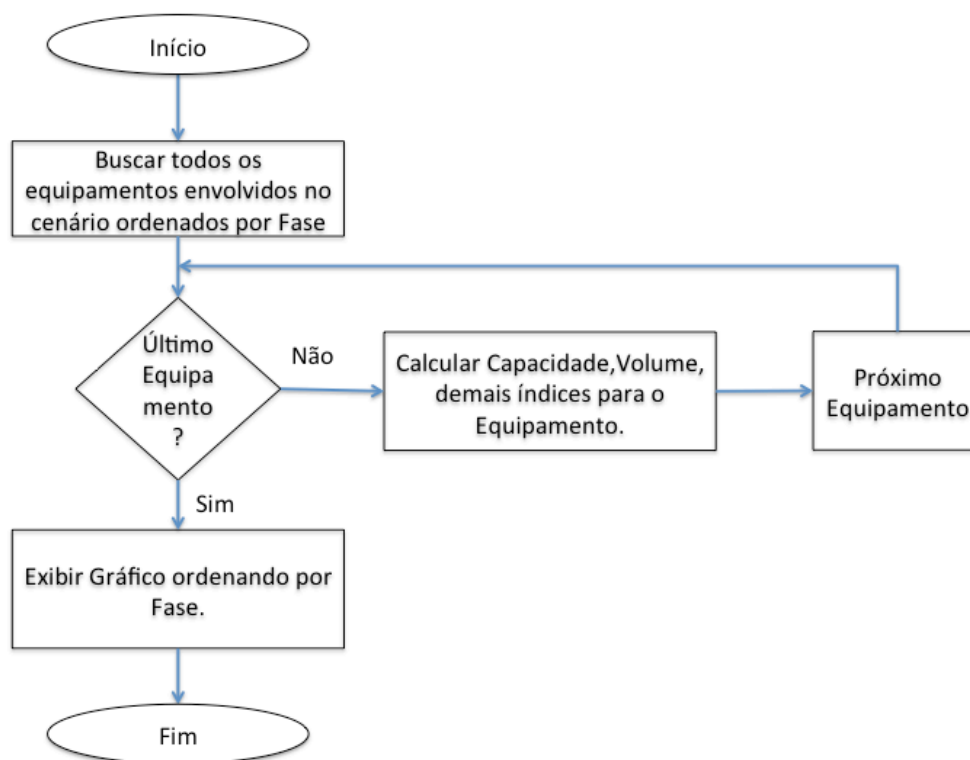 Início
Buscar todos os
equipamentos envolvidos no
cenário ordenados por Fase
Último
Equipa
mento
?
Não
Calcular Capacidade,Volume,
demais índices para o
Equipamento.
Próximo
Equipamento
Sim
Exibir Gráfico ordenando por
Fase.
Fim